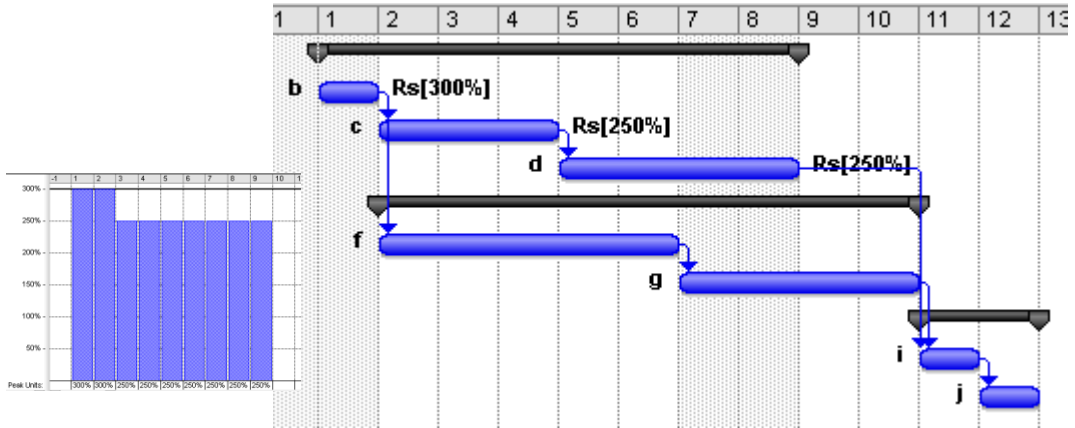 1 1 2 3 4 5 6 7 8 9 10 11 12 13
b Rs[300%]
c Rs[250%]
d Rs[250%]
f
g
i
j
-1 1 2 3 4 5 6 7 8 9 10 1
300%
250%
200%
150%
100%
50%
Peak Units: 300% 300% 250% 250% 250% 250% 250% 250% 250%